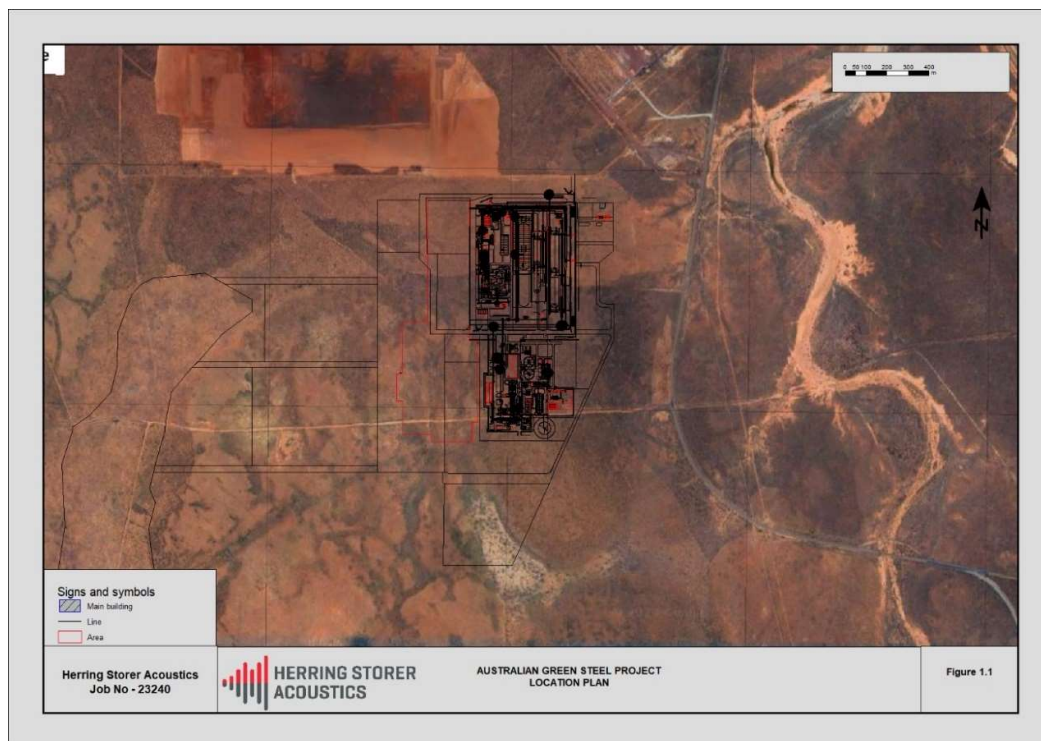 e
0 50 100 200 300 400
m
N
Signs and symbols
Main building
Line
Area
Herring Storer Acoustics
Job No - 23240
HERRING STORER
ACOUSTICS
AUSTRALIAN GREEN STEEL PROJECT
LOCATION PLAN
Figure 1.1